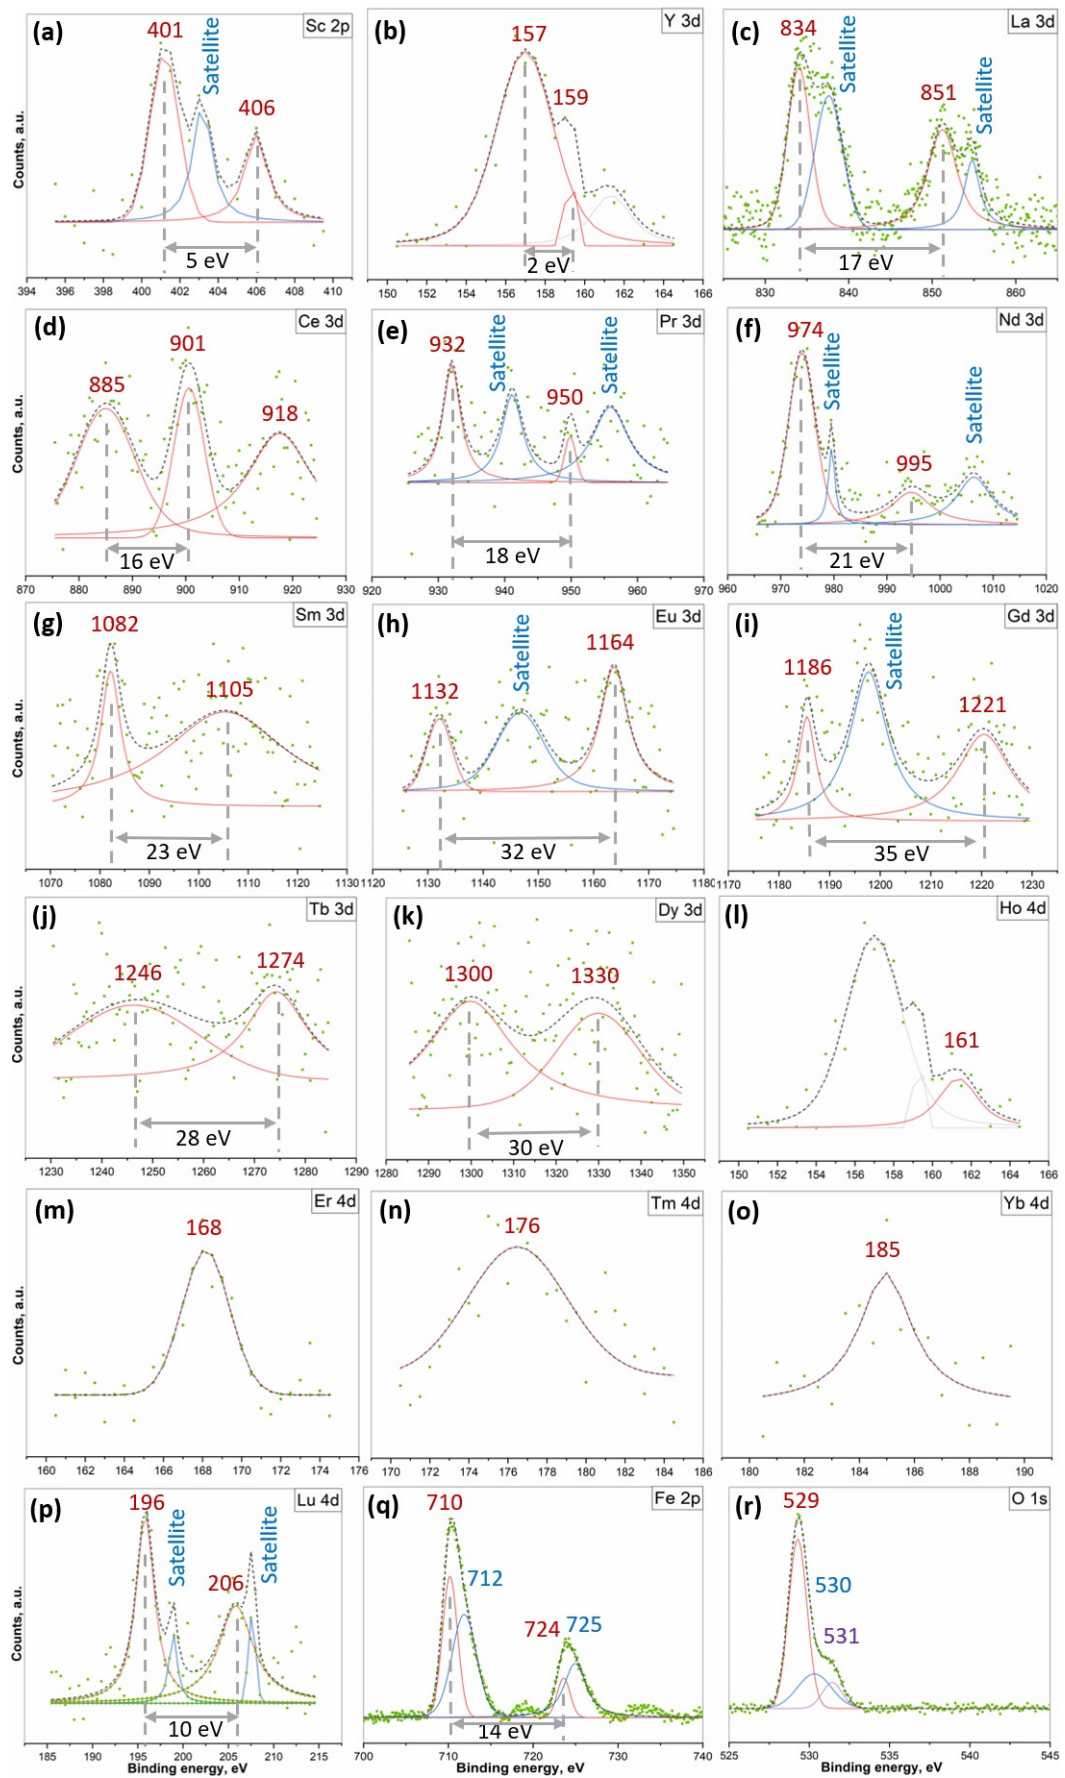 (a) 401 Satellite 406 Sc 2p
5 eV
Counts, a.u.
394 396 398 400 402 404 406 408 410
(b) 157 159 Y 3d
2 eV
150 152 154 156 158 160 162 164 166
(c) 834 Satellite 851 Satellite La 3d
17 eV
830 840 850 860
(d) 885 901 918 Ce 3d
16 eV
Counts, a.u.
870 880 890 900 910 920 930
(e) 932 Satellite 950 Satellite Pr 3d
18 eV
920 930 940 950 960 970
(f) 974 Satellite 995 Satellite Nd 3d
21 eV
960 970 980 990 1000 1010 1020
(g) 1082 1105 Sm 3d
23 eV
Counts, a.u.
1070 1080 1090 1100 1110 1120 1130
(h) 1132 Satellite 1164 Eu 3d
32 eV
1120 1130 1140 1150 1160 1170
(i) 1186 Satellite 1221 Gd 3d
35 eV
1170 1180 1190 1200 1210 1220 1230
(j) 1246 1274 Tb 3d
28 eV
Counts, a.u.
1230 1240 1250 1260 1270 1280 1290
(k) 1300 1330 Dy 3d
30 eV
1280 1290 1300 1310 1320 1330 1340 1350
(l) 161 Ho 4d
150 152 154 156 158 160 162 164 166
(m) 168 Er 4d
Counts, a.u.
160 162 164 166 168 170 172 174 176
(n) 176 Tm 4d
170 172 174 176 178 180 182 184 186
(o) 185 Yb 4d
180 182 184 186 188 190
(p) 196 Satellite 206 Satellite Lu 4d
10 eV
Counts, a.u.
185 190 195 200 205 210 215
Binding energy, eV
(q) 710 712 724 725 Fe 2p
14 eV
700 710 720 730 740
Binding energy, eV
(r) 529 530 531 O 1s
525 530 535 540 545
Binding energy, eV